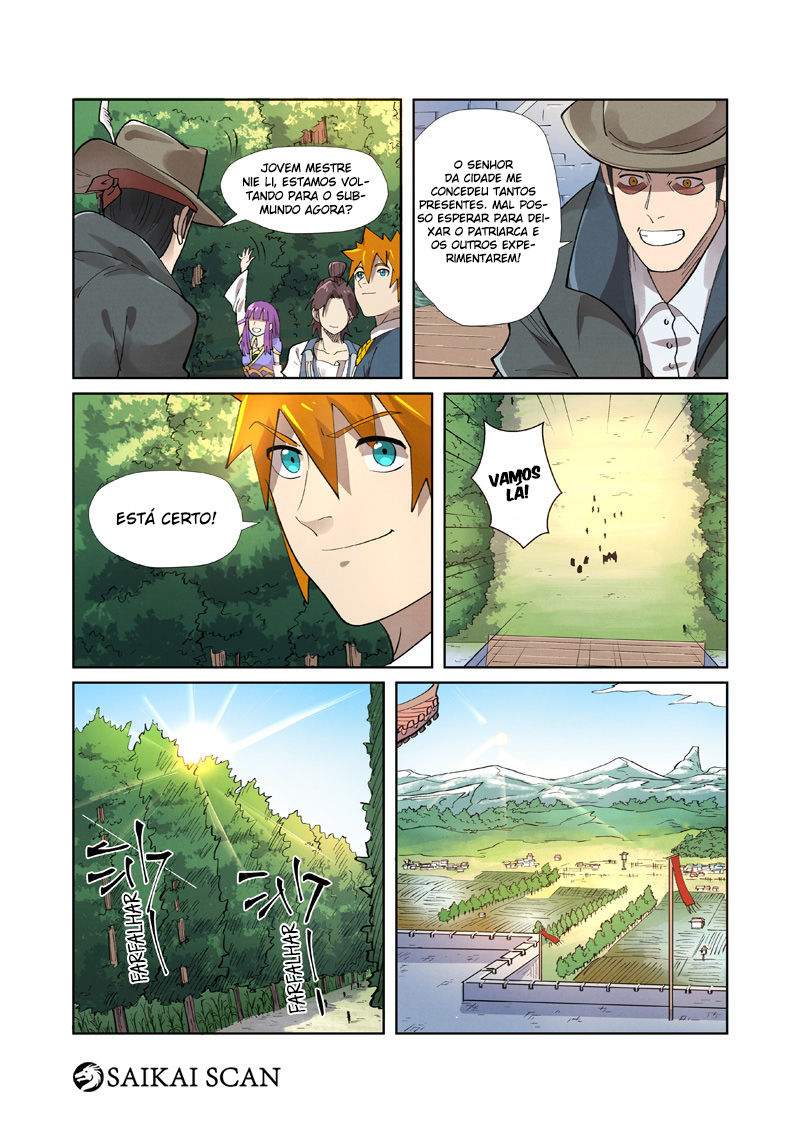 JOVEM MESTRE
NIE LI, ESTAMOS VOL-
TANDO PARA O SUB-
MUNDO AGORA?
O SENHOR
DA CIDADE ME
CONCEDEU TANTOS
PRESENTES. MAL POS-
SO ESPERAR PARA DEI-
XAR O PATRIARCA E
OS OUTROS EXPE-
RIMENTAREM!
ESTÁ CERTO!
VAMOS
LÁ!
FARFALHAR
FARFALHAR
SAIKAI SCAN